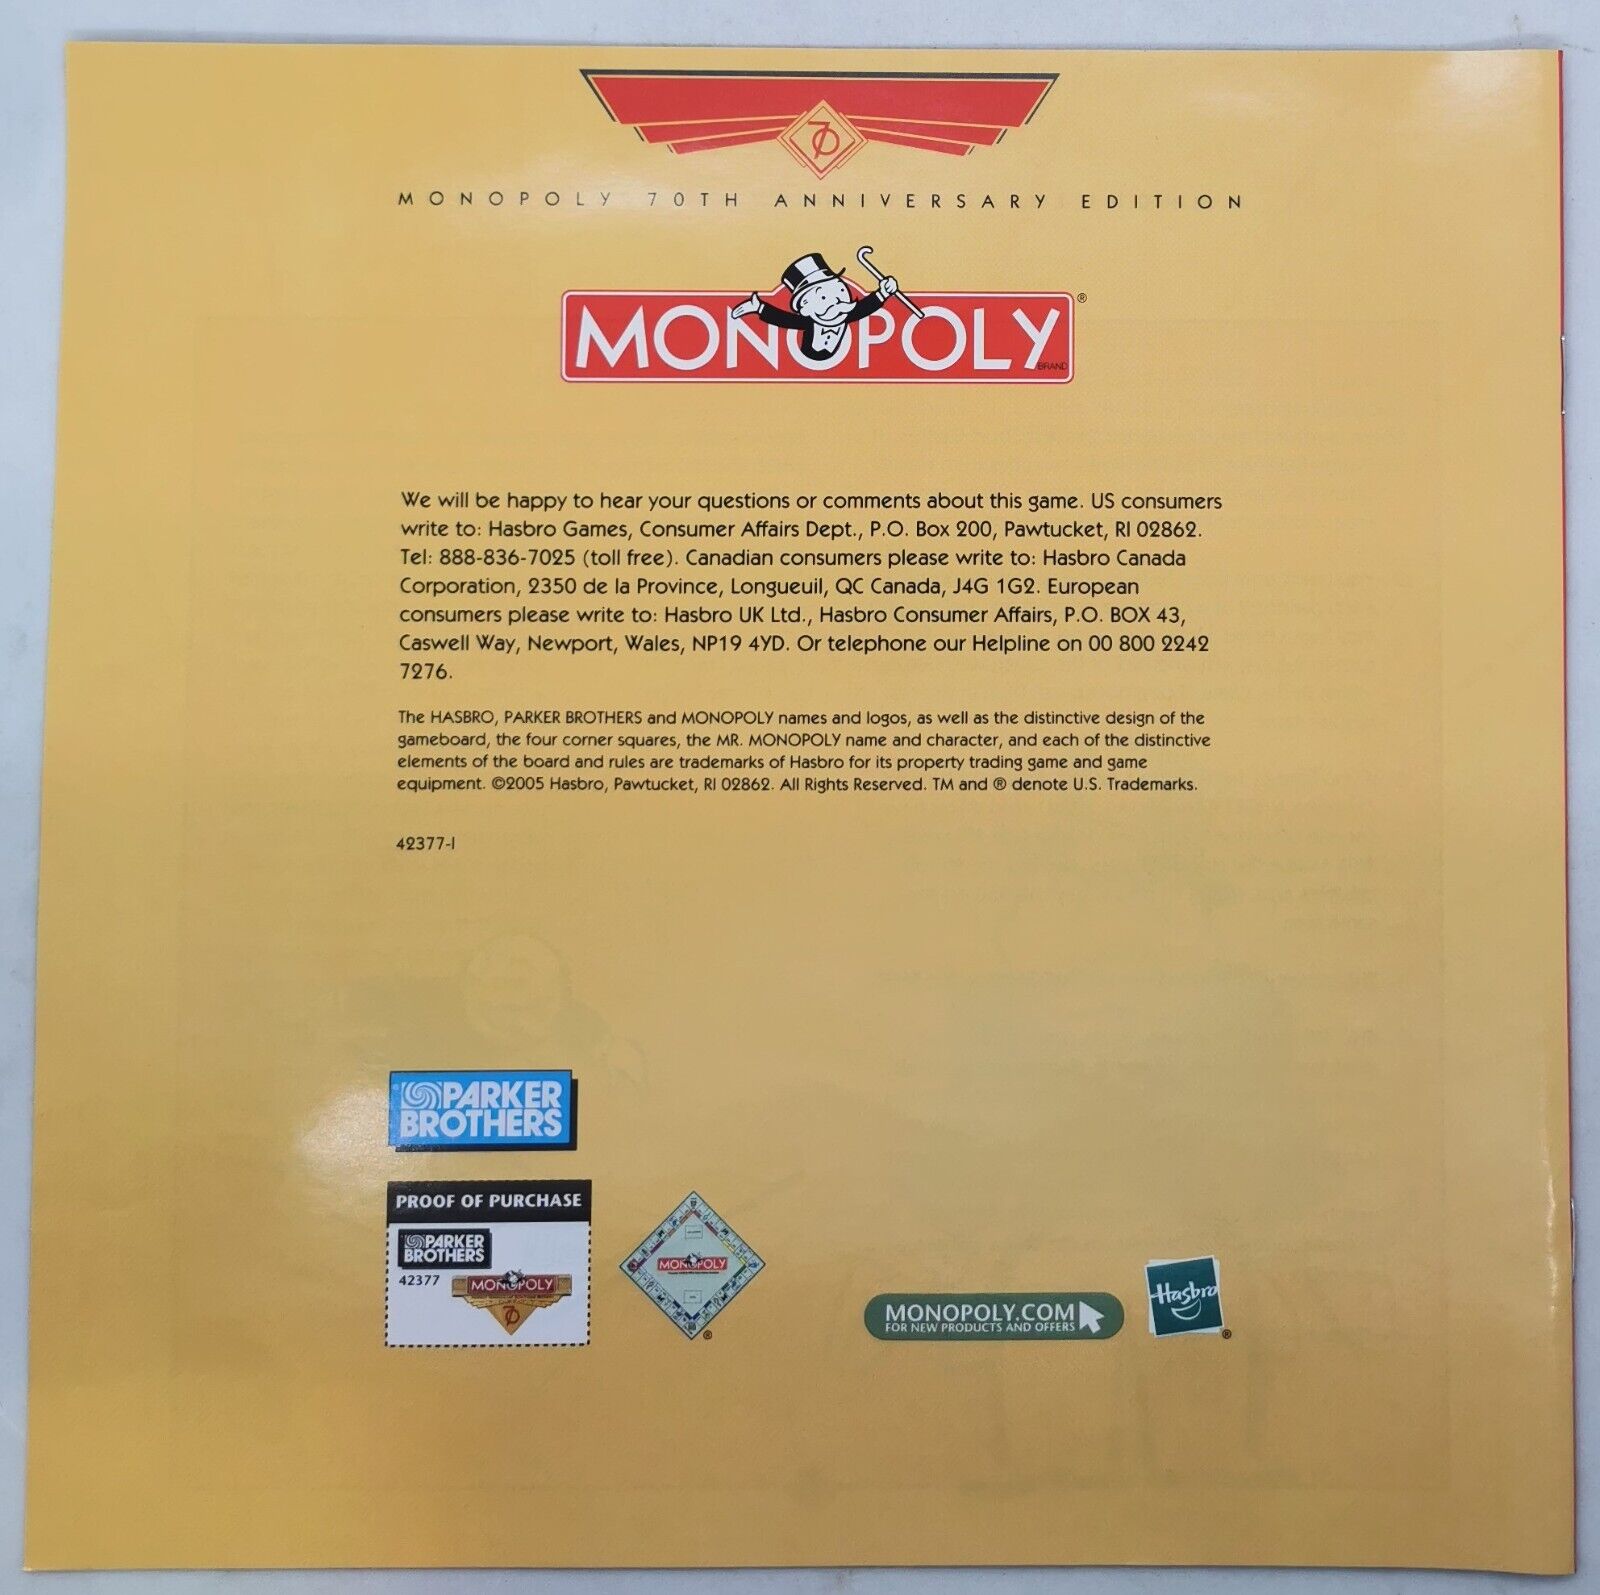 70
MONOPOLY 70TH ANNIVERSARY EDITION
MONOPOLY®
BRAND
We will be happy to hear your questions or comments about this game. US consumers
write to: Hasbro Games, Consumer Affairs Dept., P.O. Box 200, Pawtucket, RI 02862.
Tel: 888-836-7025 (toll free). Canadian consumers please write to: Hasbro Canada
Corporation, 2350 de la Province, Longueuil, QC Canada, J4G 1G2. European
consumers please write to: Hasbro UK Ltd., Hasbro Consumer Affairs, P.O. BOX 43,
Caswell Way, Newport, Wales, NP19 4YD. Or telephone our Helpline on 00 800 2242
7276.
The HASBRO, PARKER BROTHERS and MONOPOLY names and logos, as well as the distinctive design of the
gameboard, the four corner squares, the MR. MONOPOLY name and character, and each of the distinctive
elements of the board and rules are trademarks of Hasbro for its property trading game and game
equipment. ©2005 Hasbro, Pawtucket, RI 02862. All Rights Reserved. TM and ® denote U.S. Trademarks.
42377-I
PARKER
BROTHERS
PROOF OF PURCHASE
PARKER
BROTHERS
42377
MONOPOLY
70
MONOPOLY
®
MONOPOLY.COM
FOR NEW PRODUCTS AND OFFERS
Hasbro
®